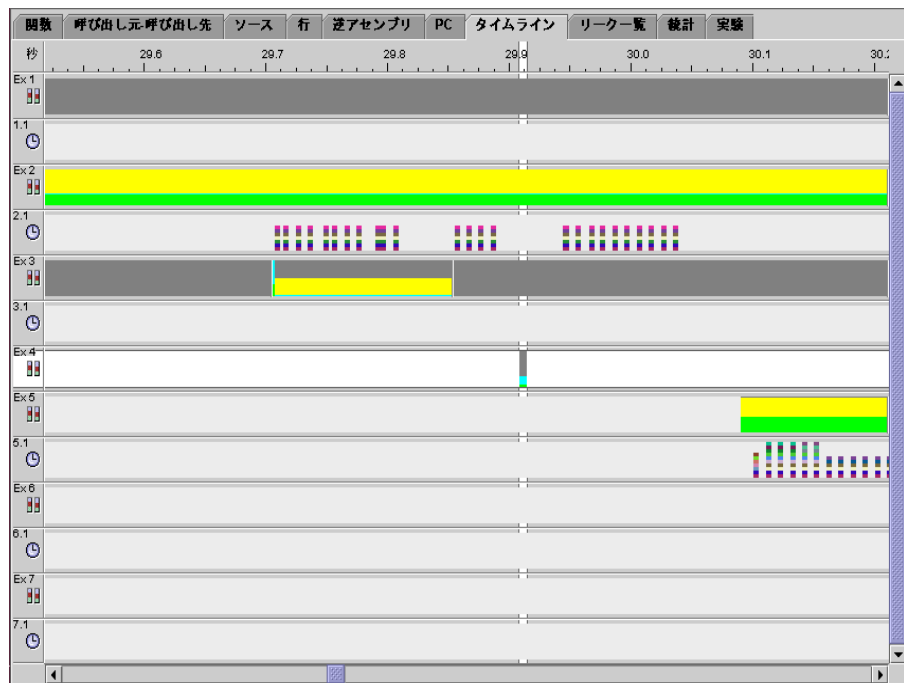 関数 呼び出し元-呼び出し先 ソース 行 逆アセンブリ PC タイムライン リーク一覧 統計 実験
秒 29.6 29.7 29.8 29.9 30.0 30.1 30.2
Ex 1
1.1
Ex 2
2.1
Ex 3
3.1
Ex 4
Ex 5
5.1
Ex 6
6.1
Ex 7
7.1